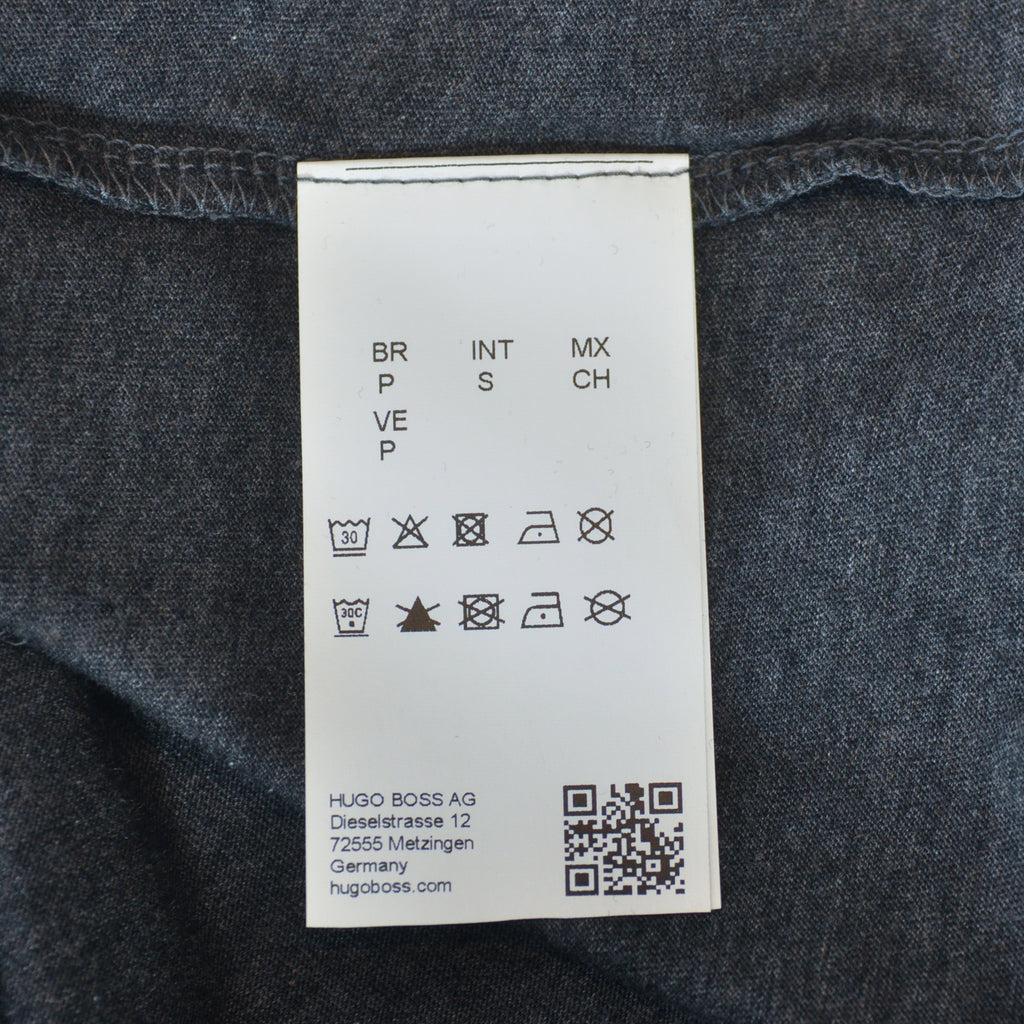 BR INT MX
P S CH
VE
P
30
30C
HUGO BOSS AG
Dieselstrasse 12
72555 Metzingen
Germany
hugoboss.com